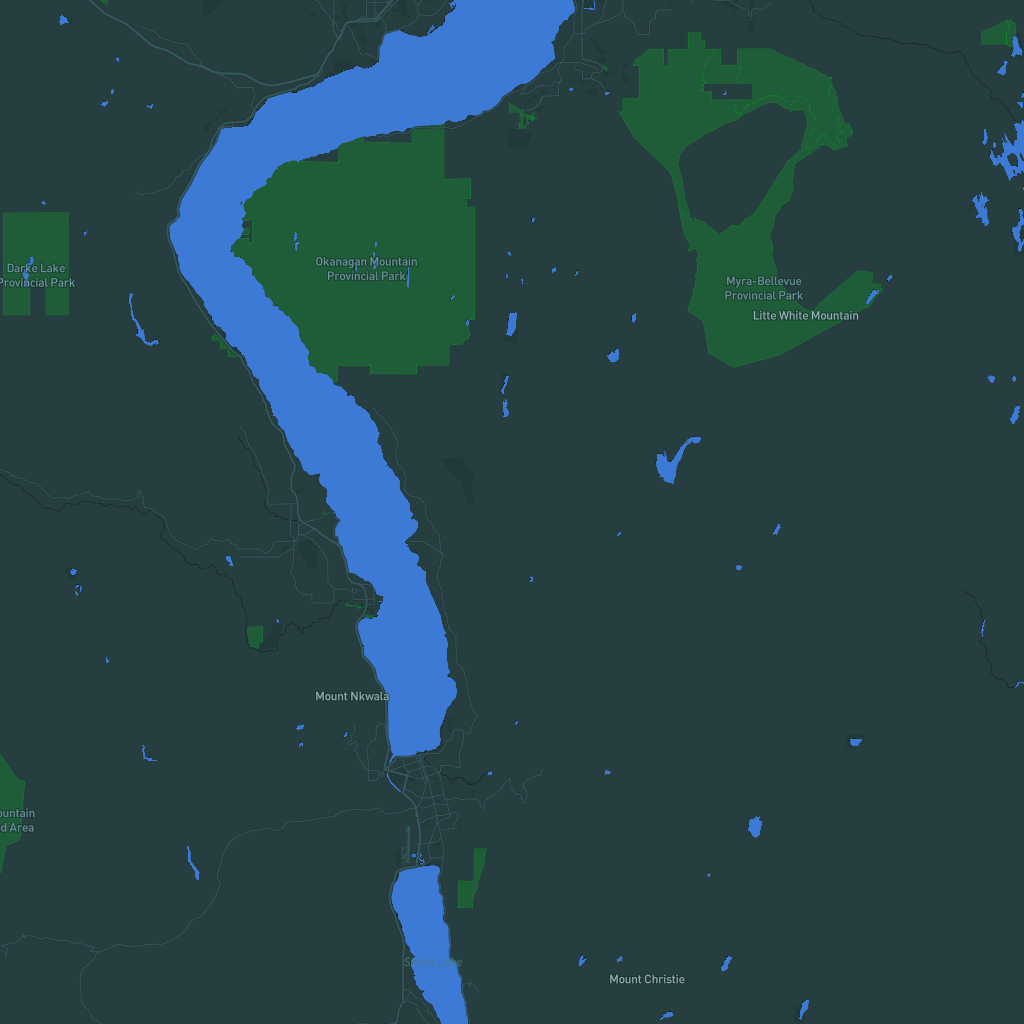 Okanagan Mountain
Provincial Park
Darke Lake
Provincial Park
Myra-Bellevue
Provincial Park
Litte White Mountain
Mount Nkwala
ountain
d Area
Mount Christie